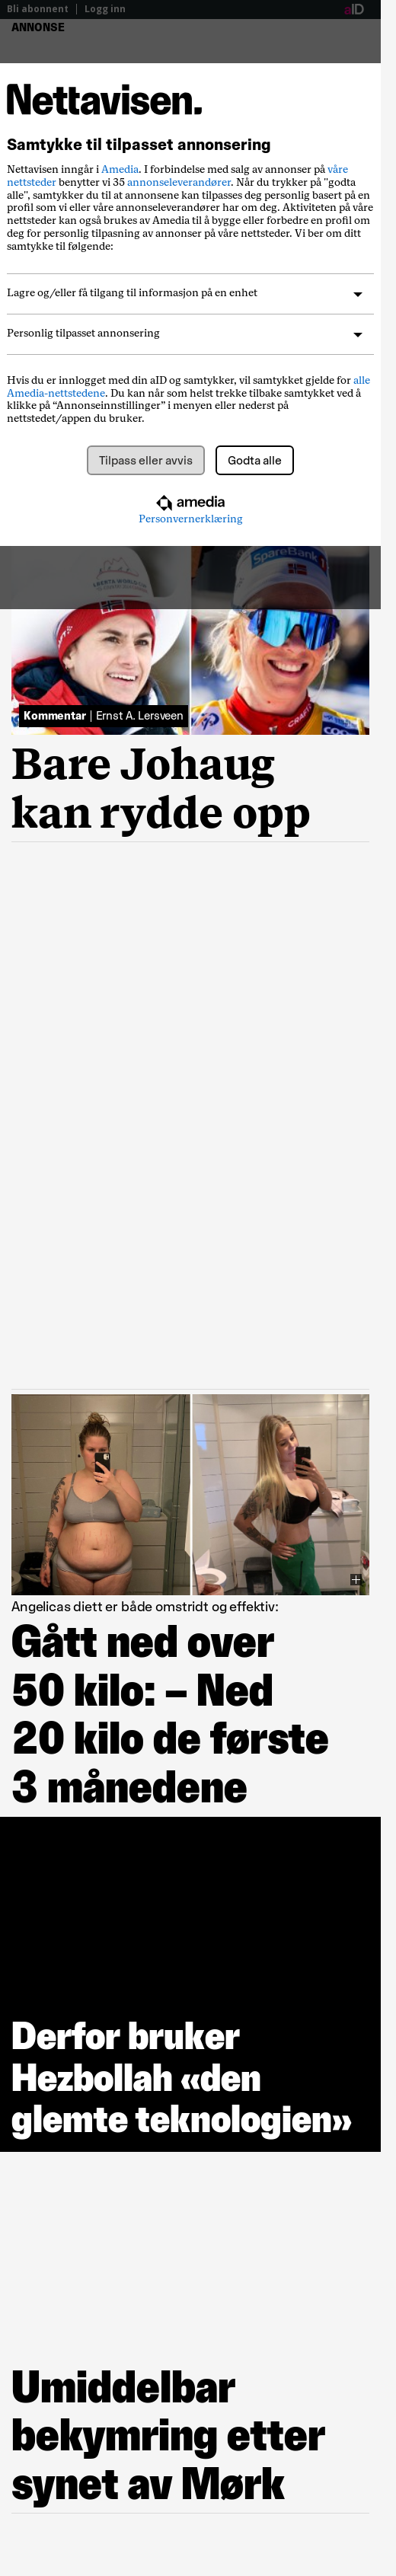 Bli abonnent | Logg inn aID
ANNONSE
Nettavisen.
Samtykke til tilpasset annonsering
Nettavisen inngår i Amedia. I forbindelse med salg av annonser på våre
nettsteder benytter vi 35 annonseleverandører. Når du trykker på "godta
alle", samtykker du til at annonsene kan tilpasses deg personlig basert på en
profil som vi eller våre annonseleverandører har om deg. Aktiviteten på våre
nettsteder kan også brukes av Amedia til å bygge eller forbedre en profil om
deg for personlig tilpasning av annonser på våre nettsteder. Vi ber om ditt
samtykke til følgende:
Lagre og/eller få tilgang til informasjon på en enhet
Personlig tilpasset annonsering
Hvis du er innlogget med din aID og samtykker, vil samtykket gjelde for alle
Amedia-nettstedene. Du kan når som helst trekke tilbake samtykket ved å
klikke på “Annonseinnstillinger” i menyen eller nederst på
nettstedet/appen du bruker.
Tilpass eller avvis Godta alle
amedia
Personvernerklæring
SpareBank 1
Kommentar | Ernst A. Lersveen
Bare Johaug
kan rydde opp
Angelicas diett er både omstridt og effektiv:
Gått ned over
50 kilo: – Ned
20 kilo de første
3 månedene
Derfor bruker
Hezbollah «den
glemte teknologien»
Umiddelbar
bekymring etter
synet av Mørk